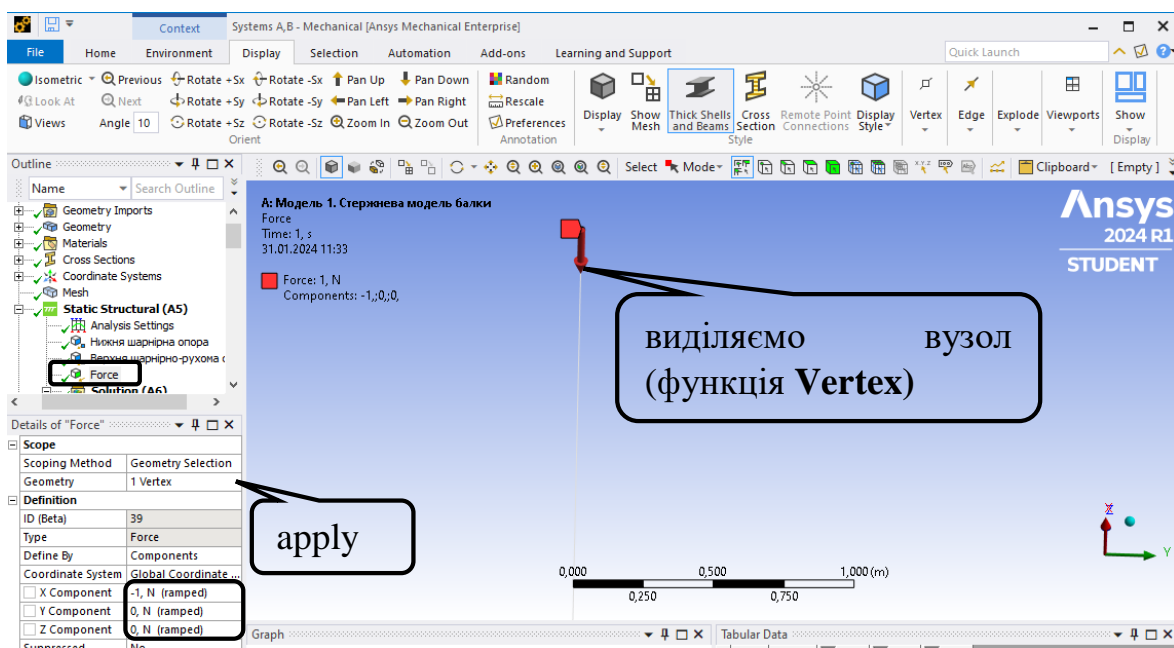 Context
Systems A,B - Mechanical [Ansys Mechanical Enterprise]
File Home Environment Display Selection Automation Add-ons Learning and Support Quick Launch
Isometric Previous Rotate +Sx Rotate -Sx Pan Up Pan Down Random
Look At Next Rotate +Sy Rotate -Sy Pan Left Pan Right Rescale
Views Angle 10 Rotate +Sz Rotate -Sz Zoom In Zoom Out Preferences
Display Show Mesh Thick Shells and Beams Cross Section Remote Point Connections Display Style Vertex Edge Explode Viewports Show
Orient Annotation Style Display
Outline
Name Search Outline
Select Mode Clipboard [ Empty ]
Geometry Imports
Geometry
Materials
Cross Sections
Coordinate Systems
Mesh
Static Structural (A5)
Analysis Settings
Нижня шарнірна опора
Верхня шарнірно-рухома
Force
Solution (A6)
A: Модель 1. Стержнева модель балки
Force
Time: 1, s
31.01.2024 11:33
Force: 1, N
Components: -1,;0,;0,
Ansys
2024 R1
STUDENT
виділяємо вузол
(функція Vertex)
Details of "Force"
Scope
Scoping Method Geometry Selection
Geometry 1 Vertex
Definition
ID (Beta) 39
Type Force
Define By Components
Coordinate System Global Coordinate ...
X Component -1, N (ramped)
Y Component 0, N (ramped)
Z Component 0, N (ramped)
Suppressed No
apply
Z
Y
0,000 0,500 1,000 (m)
0,250 0,750
Graph
Tabular Data